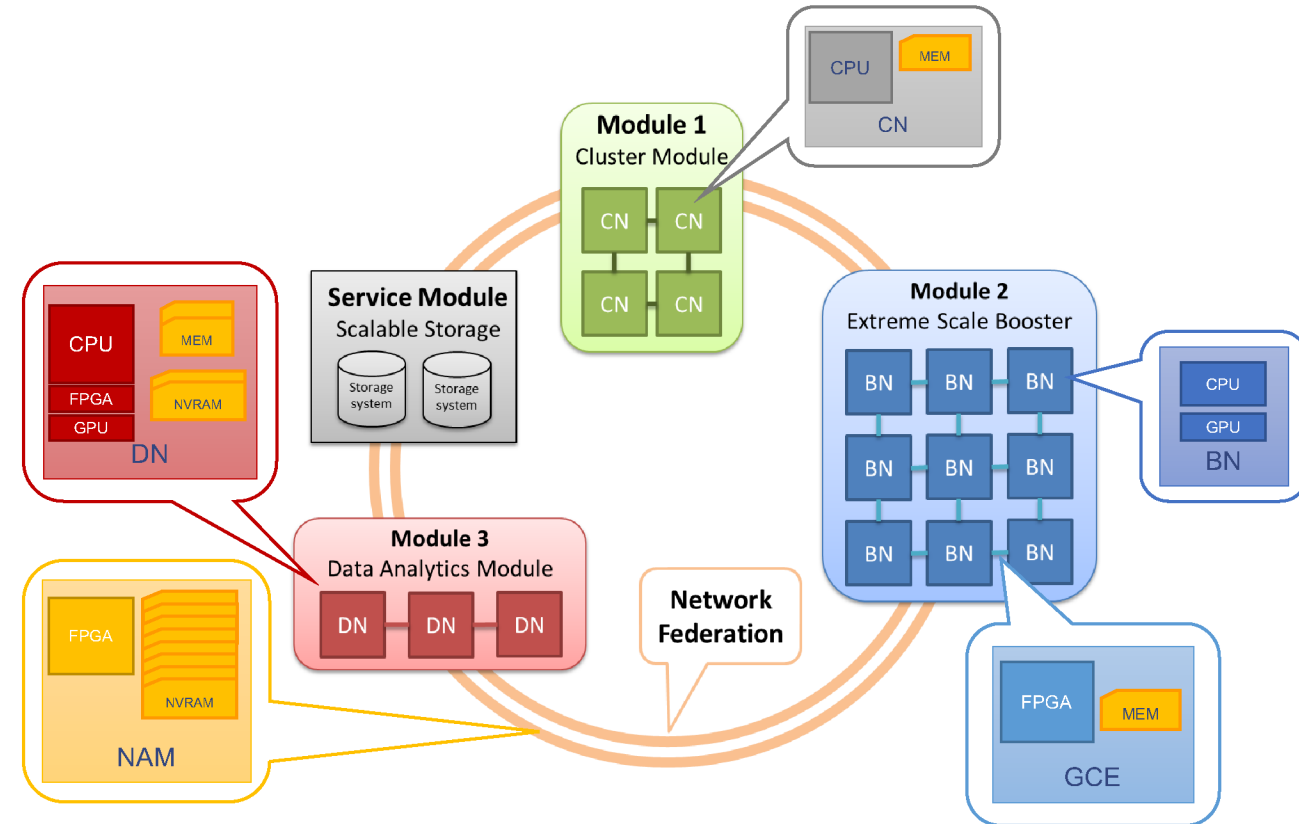 CPU
MEM
CN
Module 1
Cluster Module
CN
CN
CN
CN
Service Module
Scalable Storage
Storage
system
Storage
system
Module 2
Extreme Scale Booster
BN
BN
BN
BN
BN
BN
BN
BN
BN
CPU
GPU
BN
CPU
FPGA
GPU
MEM
NVRAM
DN
Module 3
Data Analytics Module
DN
DN
DN
Network
Federation
FPGA
NVRAM
NAM
FPGA
MEM
GCE